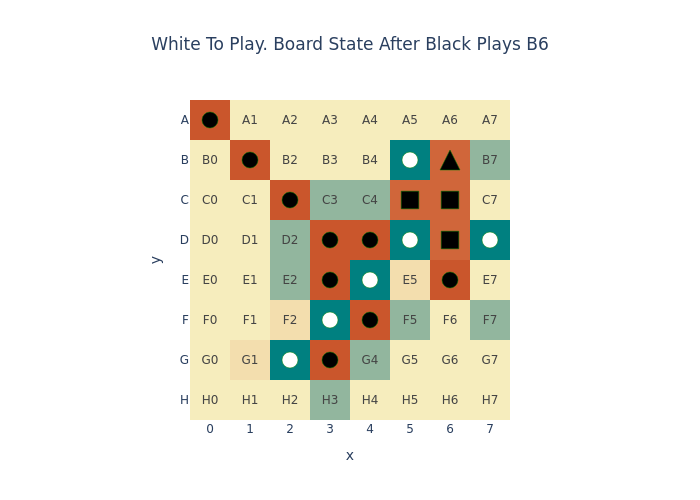 White To Play. Board State After Black Plays B6
A A1 A2 A3 A4 A5 A6 A7
B B0 B2 B3 B4 B7
C C0 C1 C3 C4 C7
D D0 D1 D2
E E0 E1 E2 E5 E7
F F0 F1 F2 F5 F6 F7
G G0 G1 G4 G5 G6 G7
H H0 H1 H2 H3 H4 H5 H6 H7
0 1 2 3 4 5 6 7
x
y